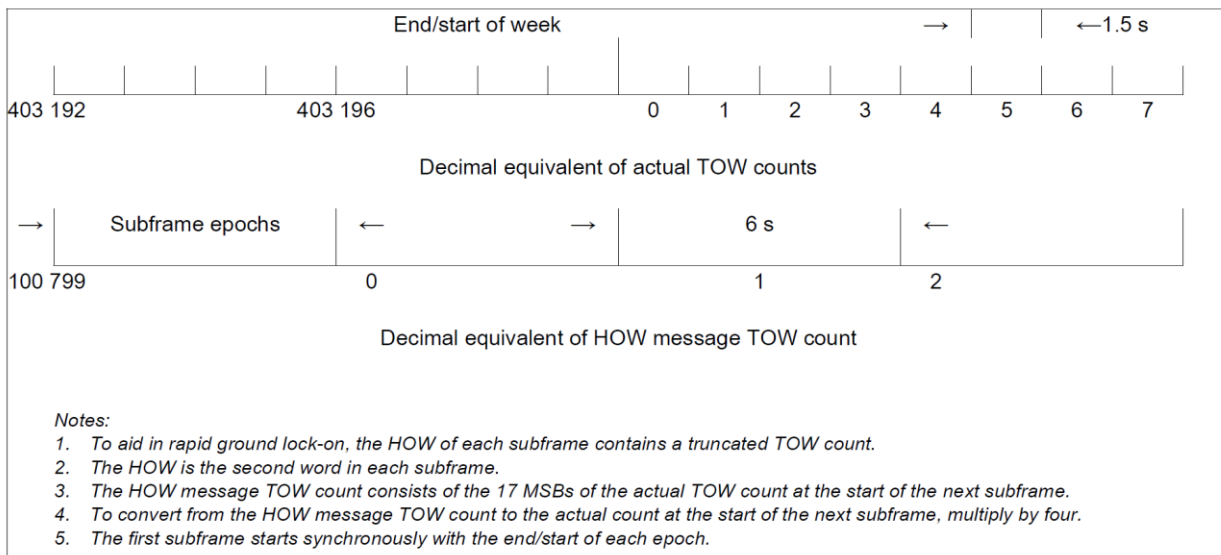 End/start of week → ←1.5 s
403 192 403 196 0 1 2 3 4 5 6 7
Decimal equivalent of actual TOW counts
→ Subframe epochs ← → 6 s ←
100 799 0 1 2
Decimal equivalent of HOW message TOW count
Notes:
1. To aid in rapid ground lock-on, the HOW of each subframe contains a truncated TOW count.
2. The HOW is the second word in each subframe.
3. The HOW message TOW count consists of the 17 MSBs of the actual TOW count at the start of the next subframe.
4. To convert from the HOW message TOW count to the actual count at the start of the next subframe, multiply by four.
5. The first subframe starts synchronously with the end/start of each epoch.